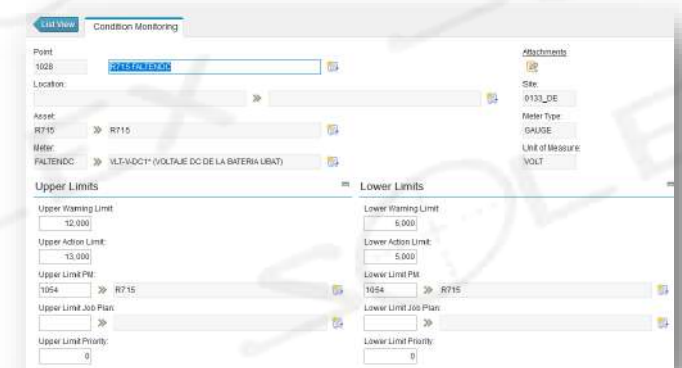 List View Condition Monitoring
Point
1028 R715-FALTENDC
Attachments
Location:
Site:
0133_DE
Asset:
R715 >> R715
Meter Type:
GAUGE
Meter:
FALTENDC >> VLT-V-DC1* (VOLTAJE DC DE LA BATERIA UBAT)
Unit of Measure:
VOLT
Upper Limits
Upper Warning Limit
12,000
Upper Action Limit:
13,000
Upper Limit PM:
1054 >> R715
Upper Limit Job Plan:
Upper Limit Priority:
0
Lower Limits
Lower Warning Limit
6,000
Lower Action Limit:
5,000
Lower Limit PM:
1054 >> R715
Lower Limit Job Plan:
Lower Limit Priority:
0